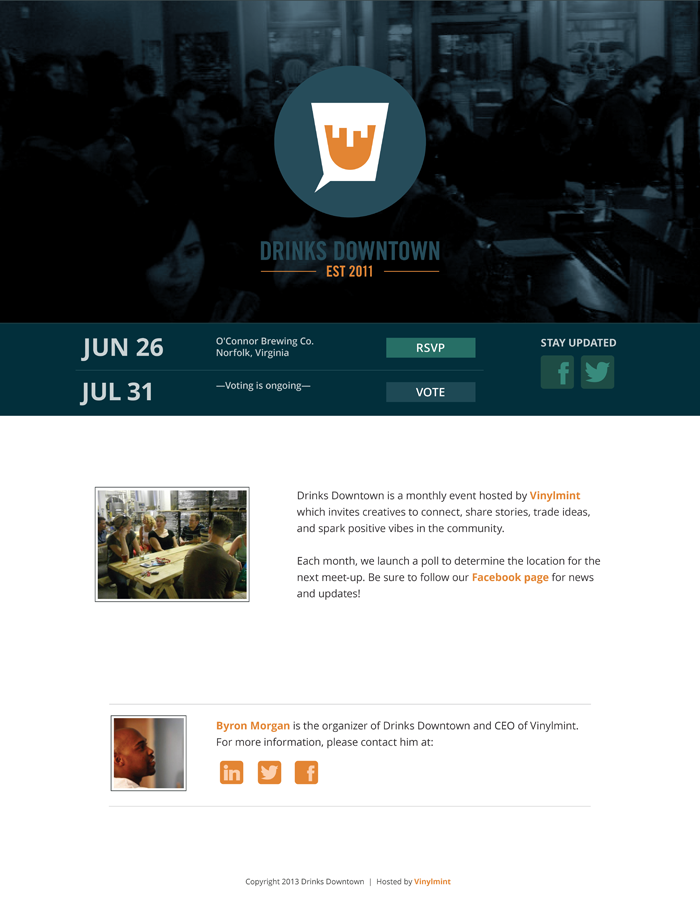 DRINKS DOWNTOWN
EST 2011
JUN 26
O'Connor Brewing Co.
Norfolk, Virginia
RSVP
JUL 31
—Voting is ongoing—
VOTE
STAY UPDATED
Drinks Downtown is a monthly event hosted by Vinylmint
which invites creatives to connect, share stories, trade ideas,
and spark positive vibes in the community.
Each month, we launch a poll to determine the location for the
next meet-up. Be sure to follow our Facebook page for news
and updates!
Byron Morgan is the organizer of Drinks Downtown and CEO of Vinylmint.
For more information, please contact him at:
Copyright 2013 Drinks Downtown | Hosted by Vinylmint